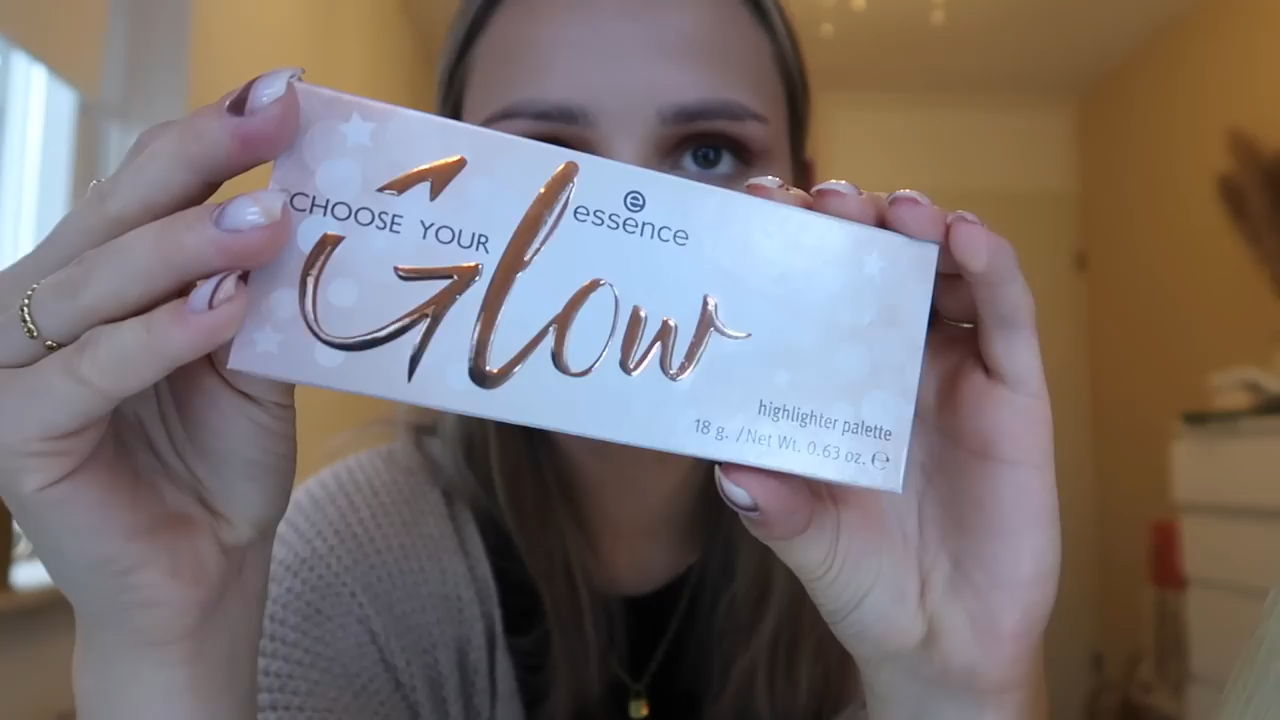 CHOOSE YOUR
Glow
essence
highlighter palette
18 g. / Net Wt. 0.63 oz. ℮